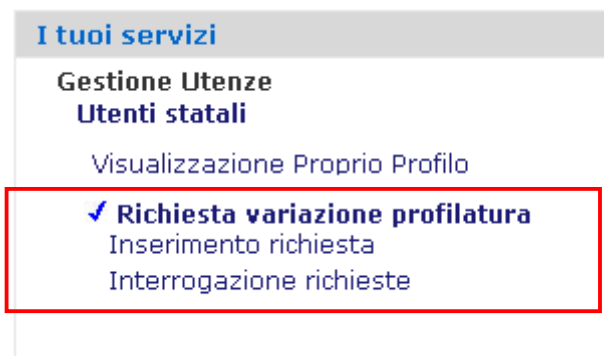 I tuoi servizi
Gestione Utenze
Utenti statali
Visualizzazione Proprio Profilo
Richiesta variazione profilatura
Inserimento richiesta
Interrogazione richieste